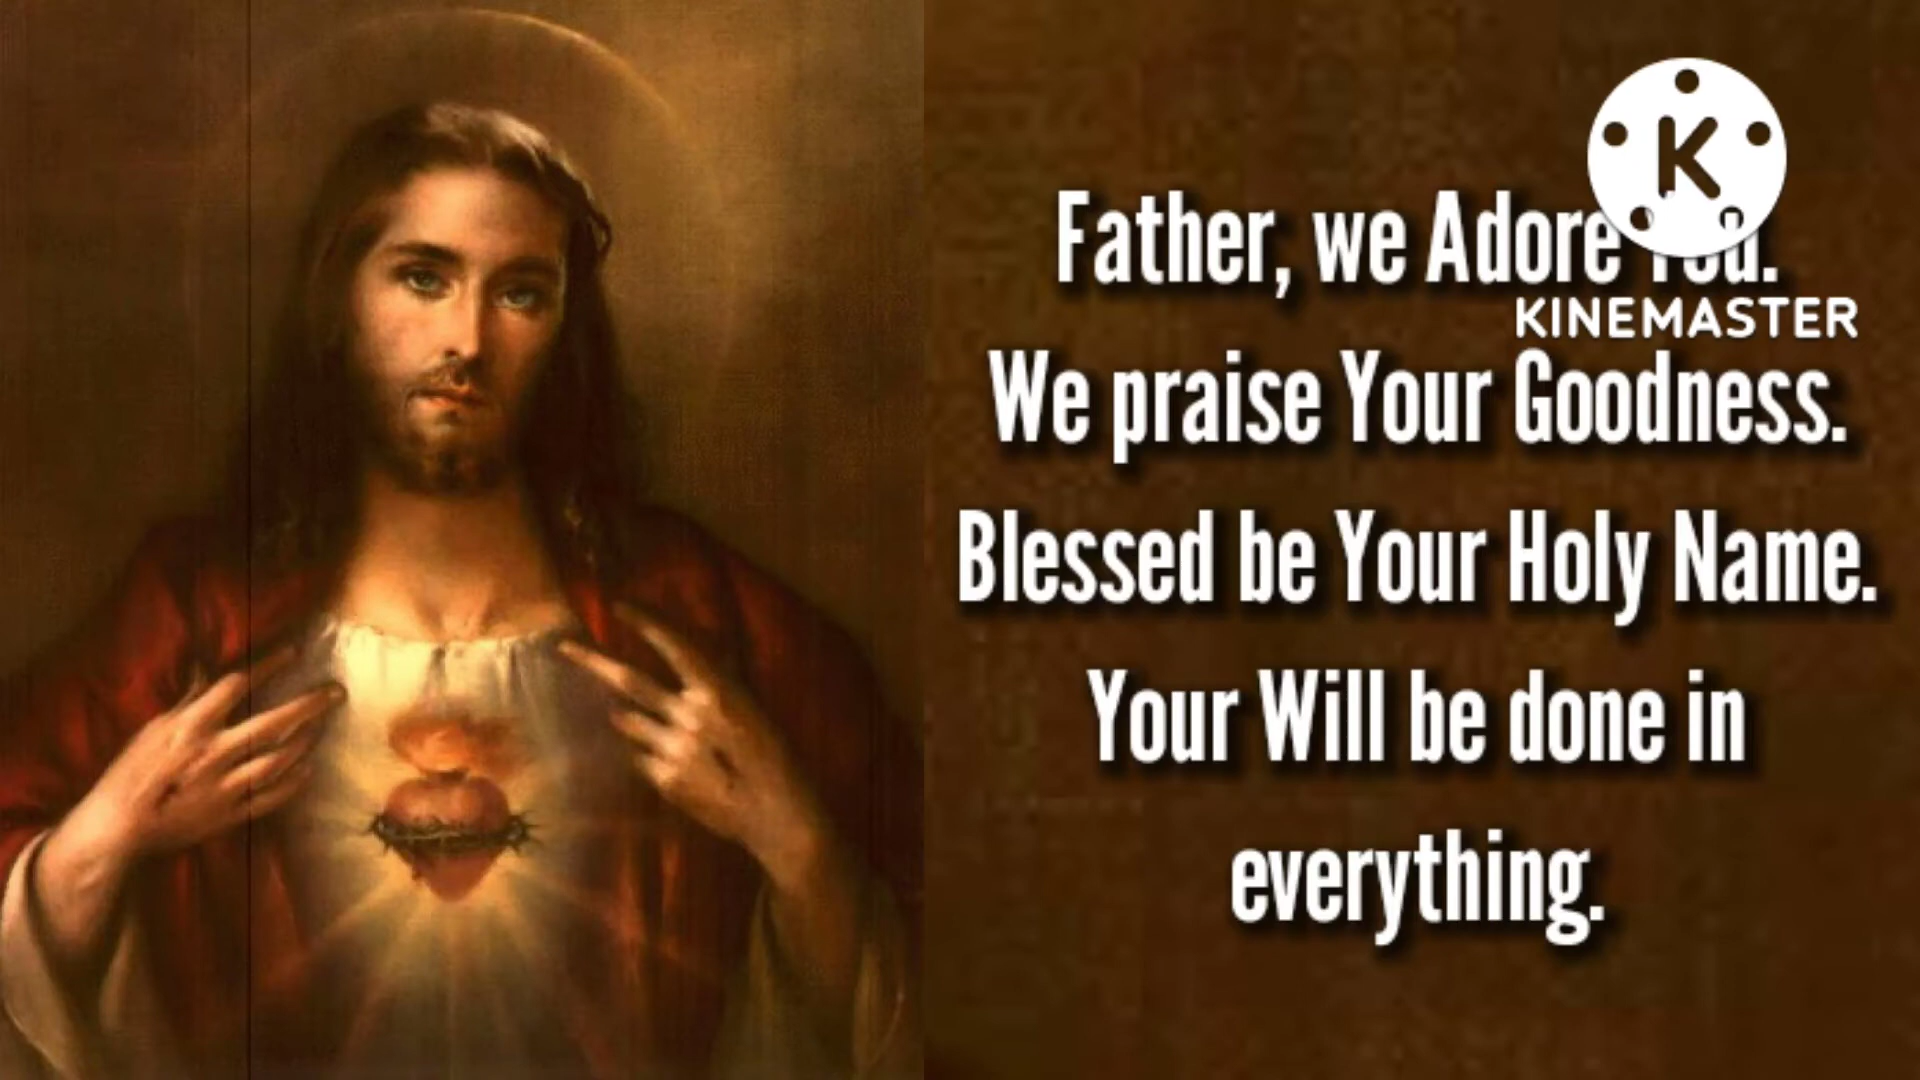 K
KINEMASTER
Father, we Adore You.
We praise Your Goodness.
Blessed be Your Holy Name.
Your Will be done in
everything.